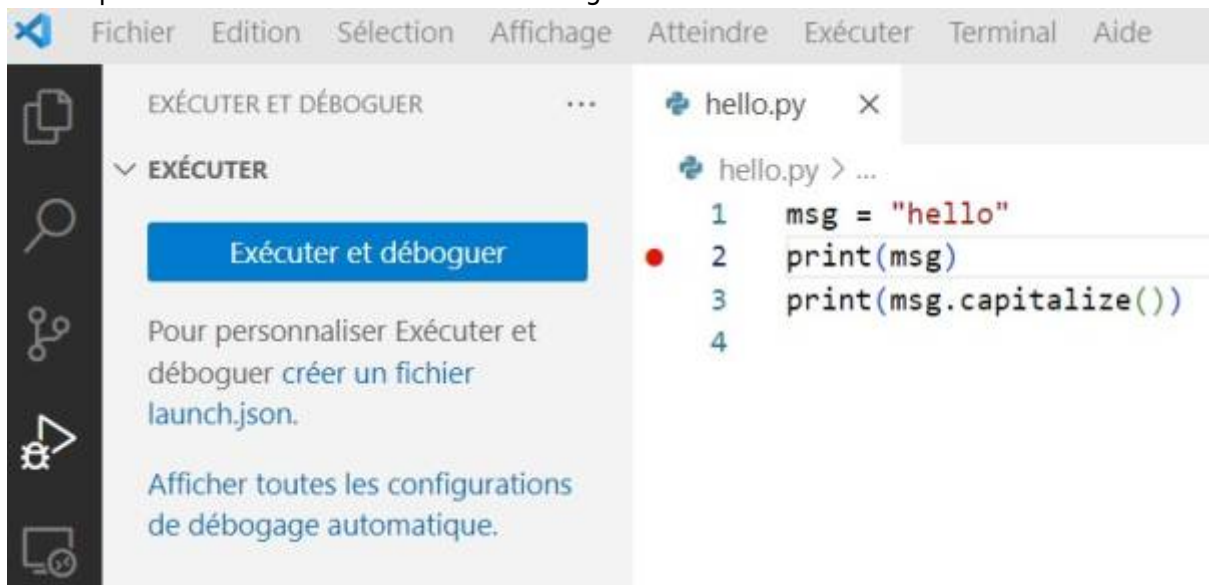 Fichier Edition Sélection Affichage Atteindre Exécuter Terminal Aide
EXÉCUTER ET DÉBOGUER ...
EXÉCUTER
Exécuter et déboguer
Pour personnaliser Exécuter et
déboguer créer un fichier
launch.json.
Afficher toutes les configurations
de débogage automatique.
hello.py ×
hello.py > ...
1 msg = "hello"
2 print(msg)
3 print(msg.capitalize())
4